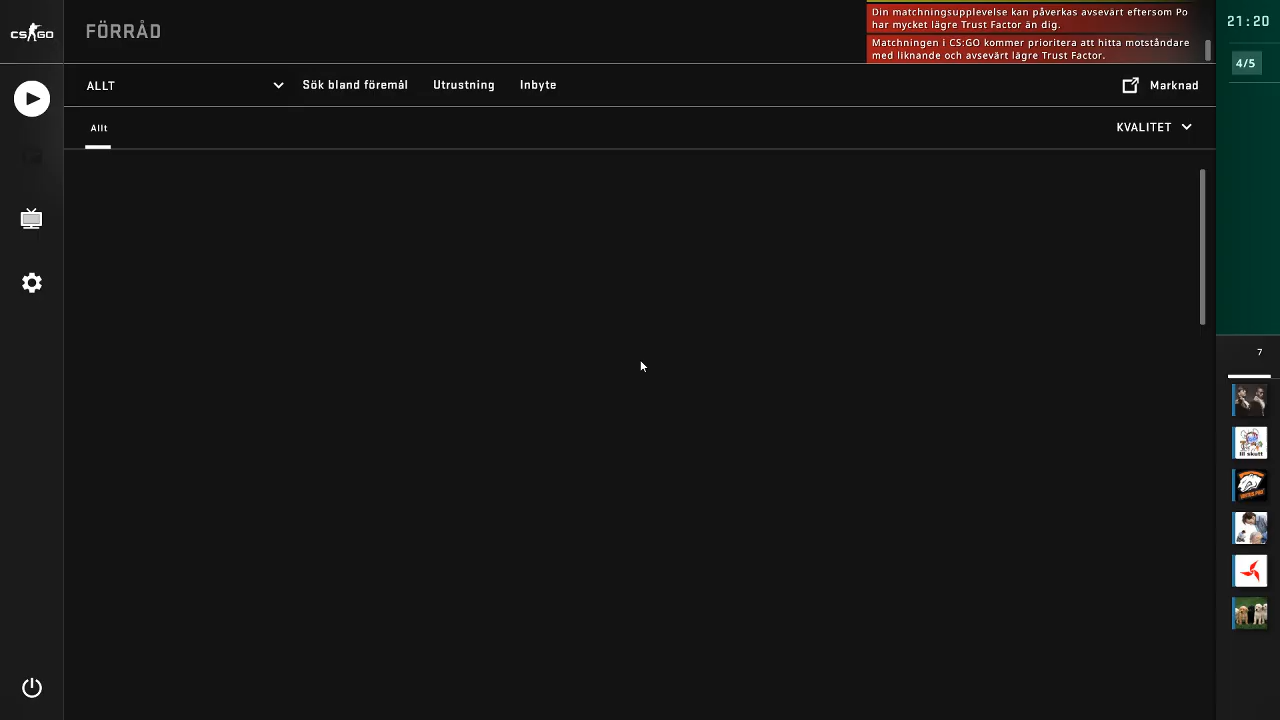 CS GO
FÖRRÅD
Din matchningsupplevelse kan påverkas avsevärt eftersom Po
har mycket lägre Trust Factor än dig.
Matchningen i CS:GO kommer prioritera att hitta motståndare
med liknande och avsevärt lägre Trust Factor.
21:20
4/5
ALLT
Sök bland föremål
Utrustning
Inbyte
Marknad
Allt
KVALITET
7
lil skutt